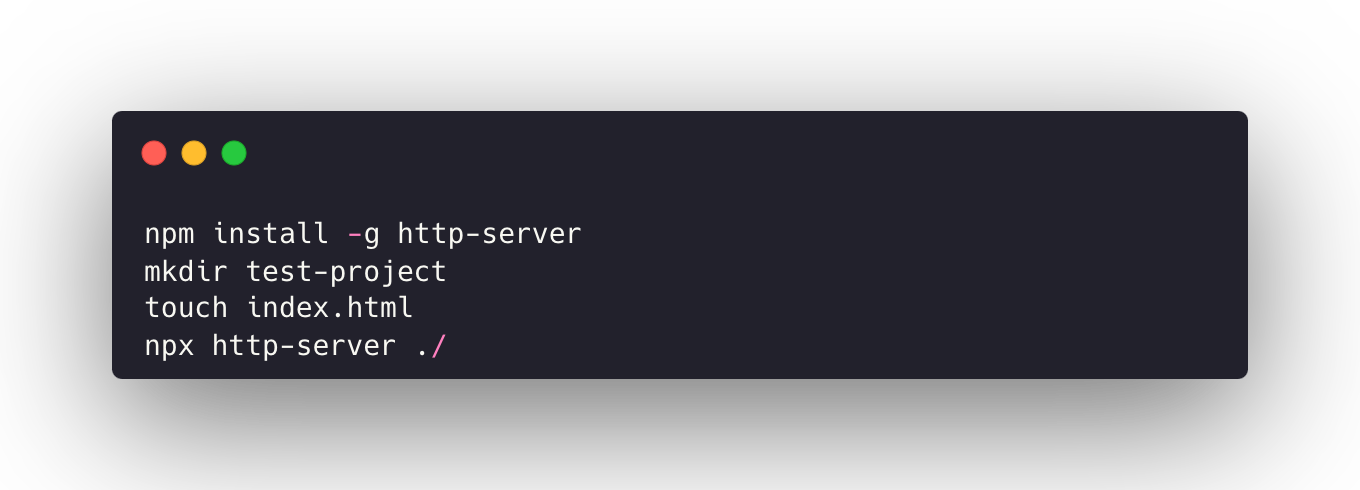 npm install -g http-server
mkdir test-project
touch index.html
npx http-server ./